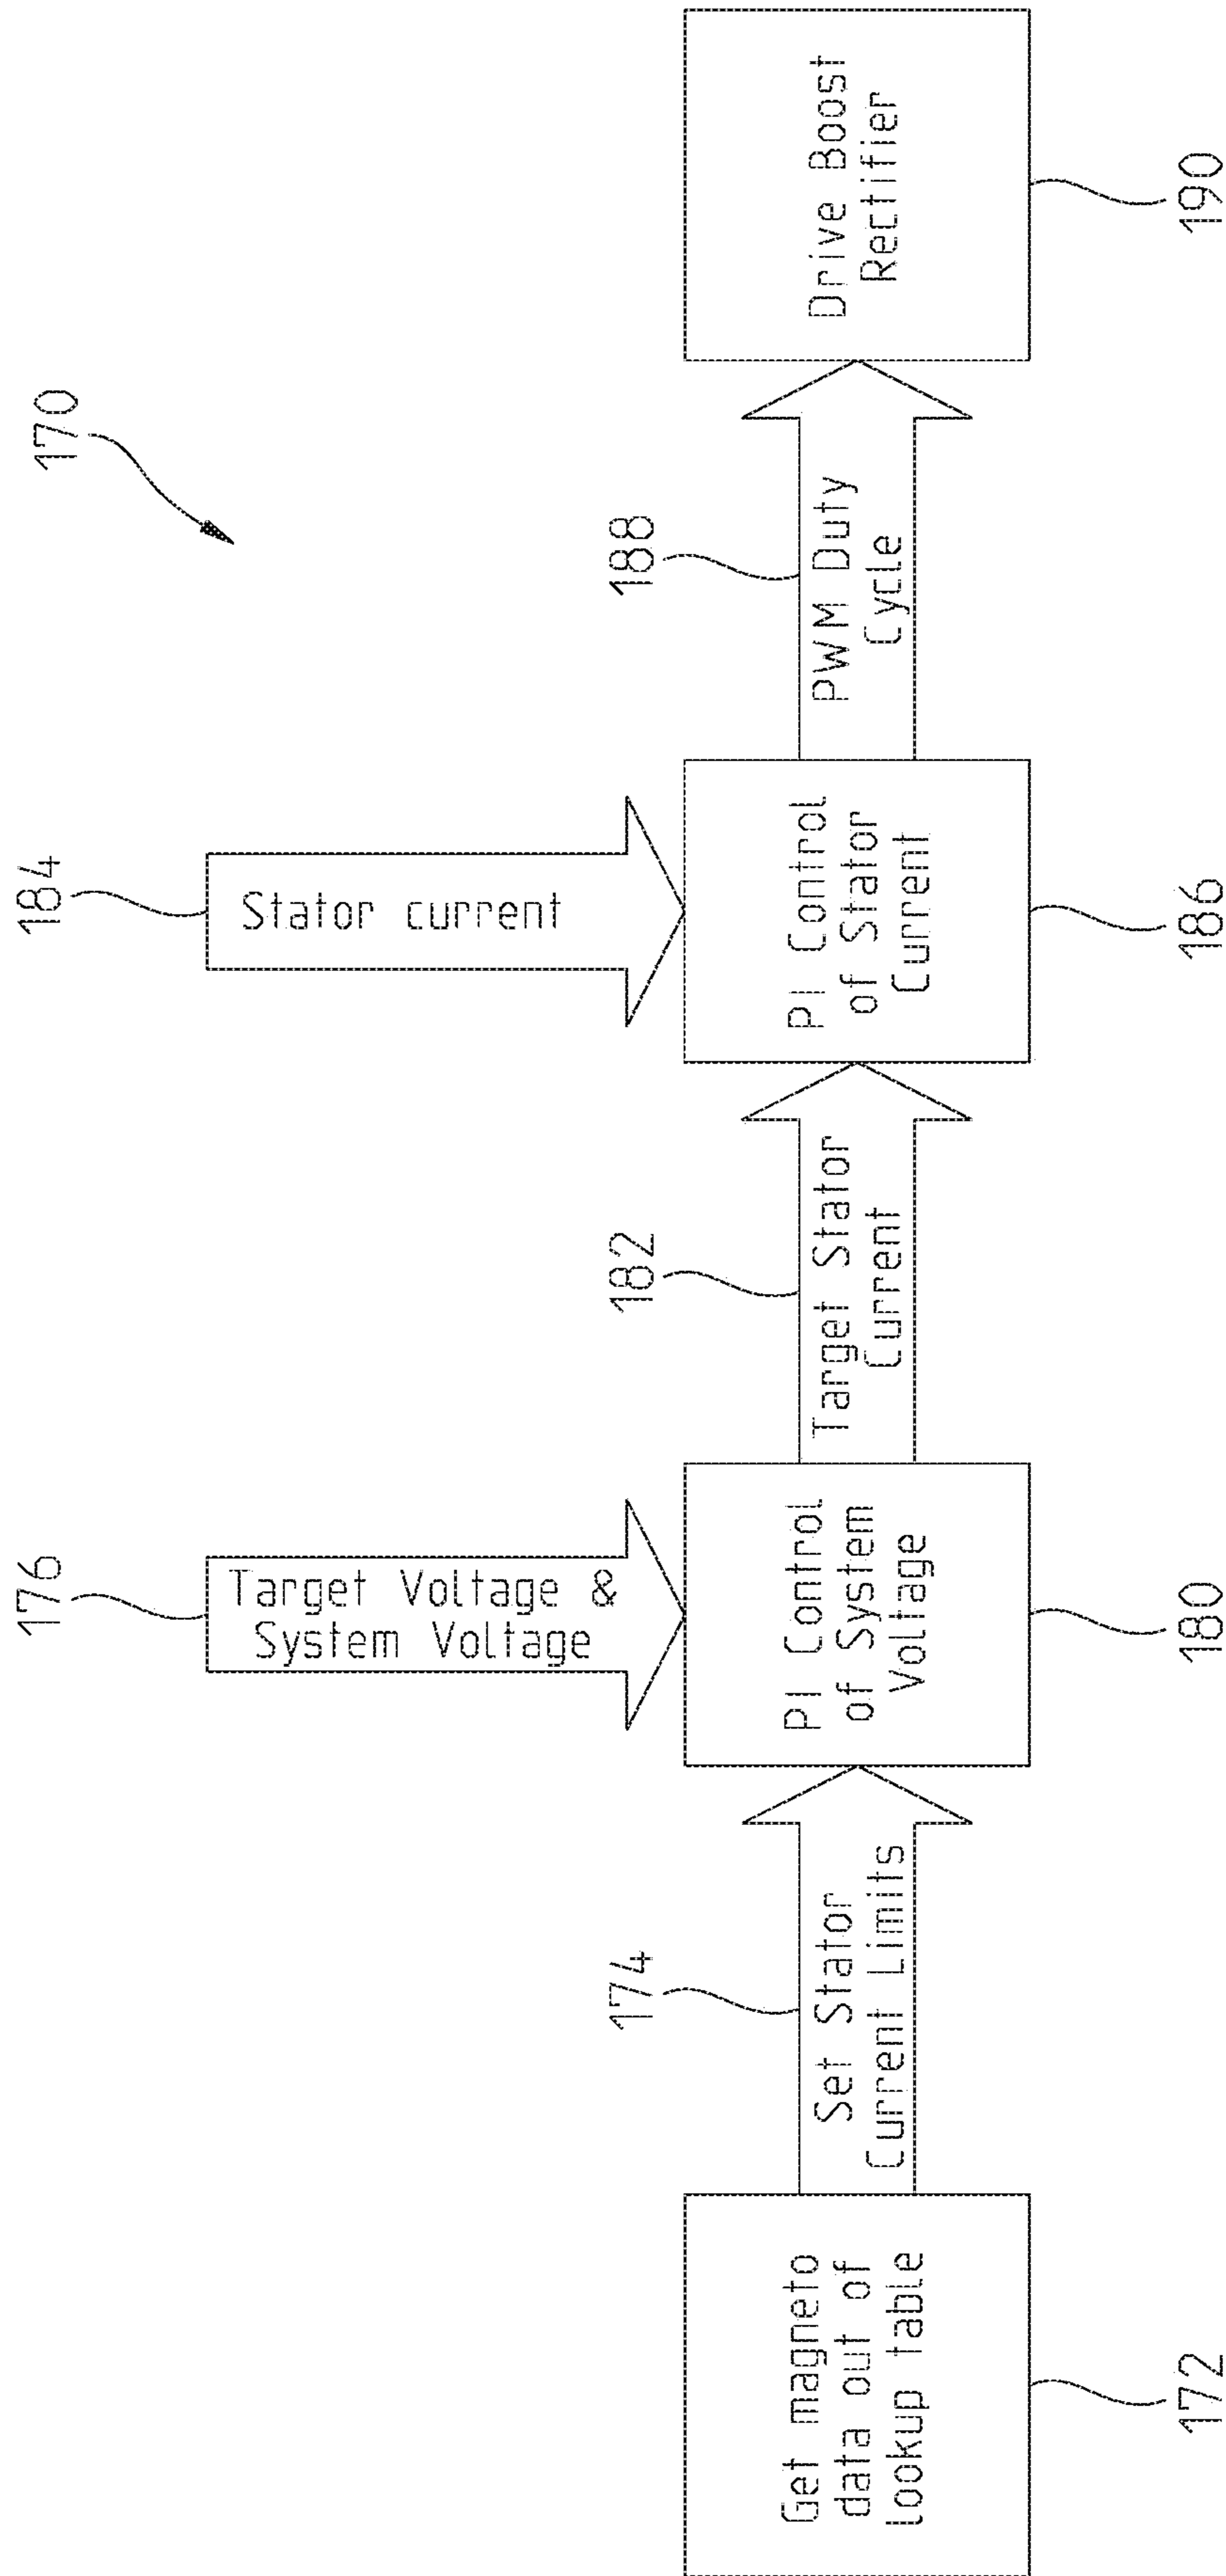 170
176
184
Target Voltage &
System Voltage
Stator current
174
182
188
Set Stator
Current Limits
Target Stator
Current
PWM Duty
Cycle
Get magneto
data out of
lookup table
PI Control
of System
Voltage
PI Control
of Stator
Current
Drive Boost
Rectifier
172
180
186
190